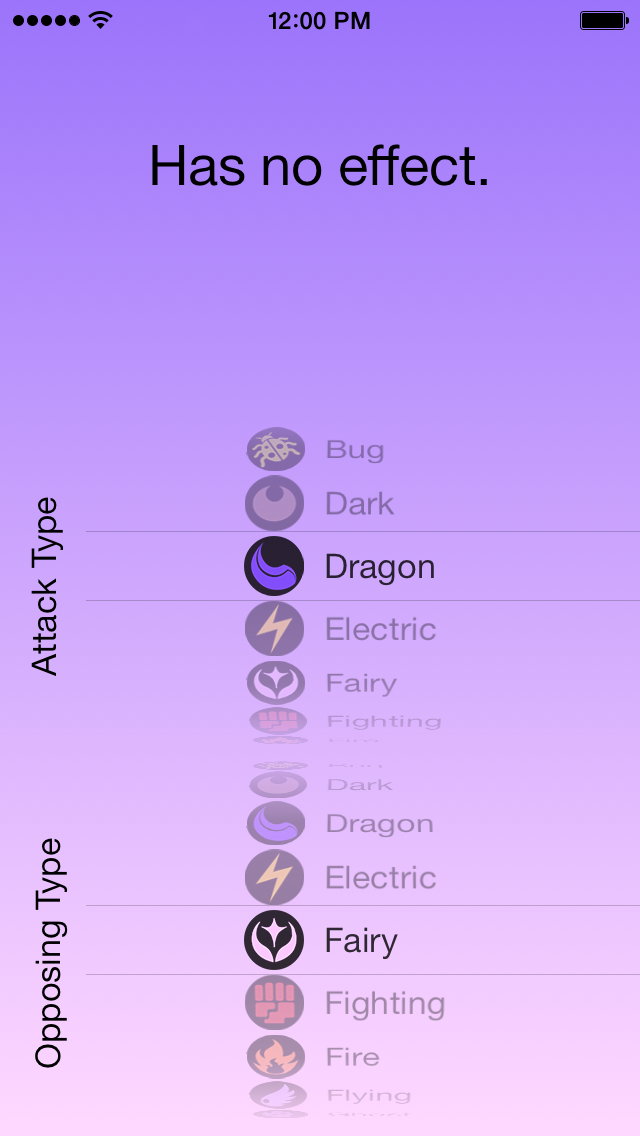 12:00 PM
Has no effect.
Attack Type
Bug
Dark
Dragon
Electric
Fairy
Fighting
Opposing Type
Dark
Dragon
Electric
Fairy
Fighting
Fire
Flying